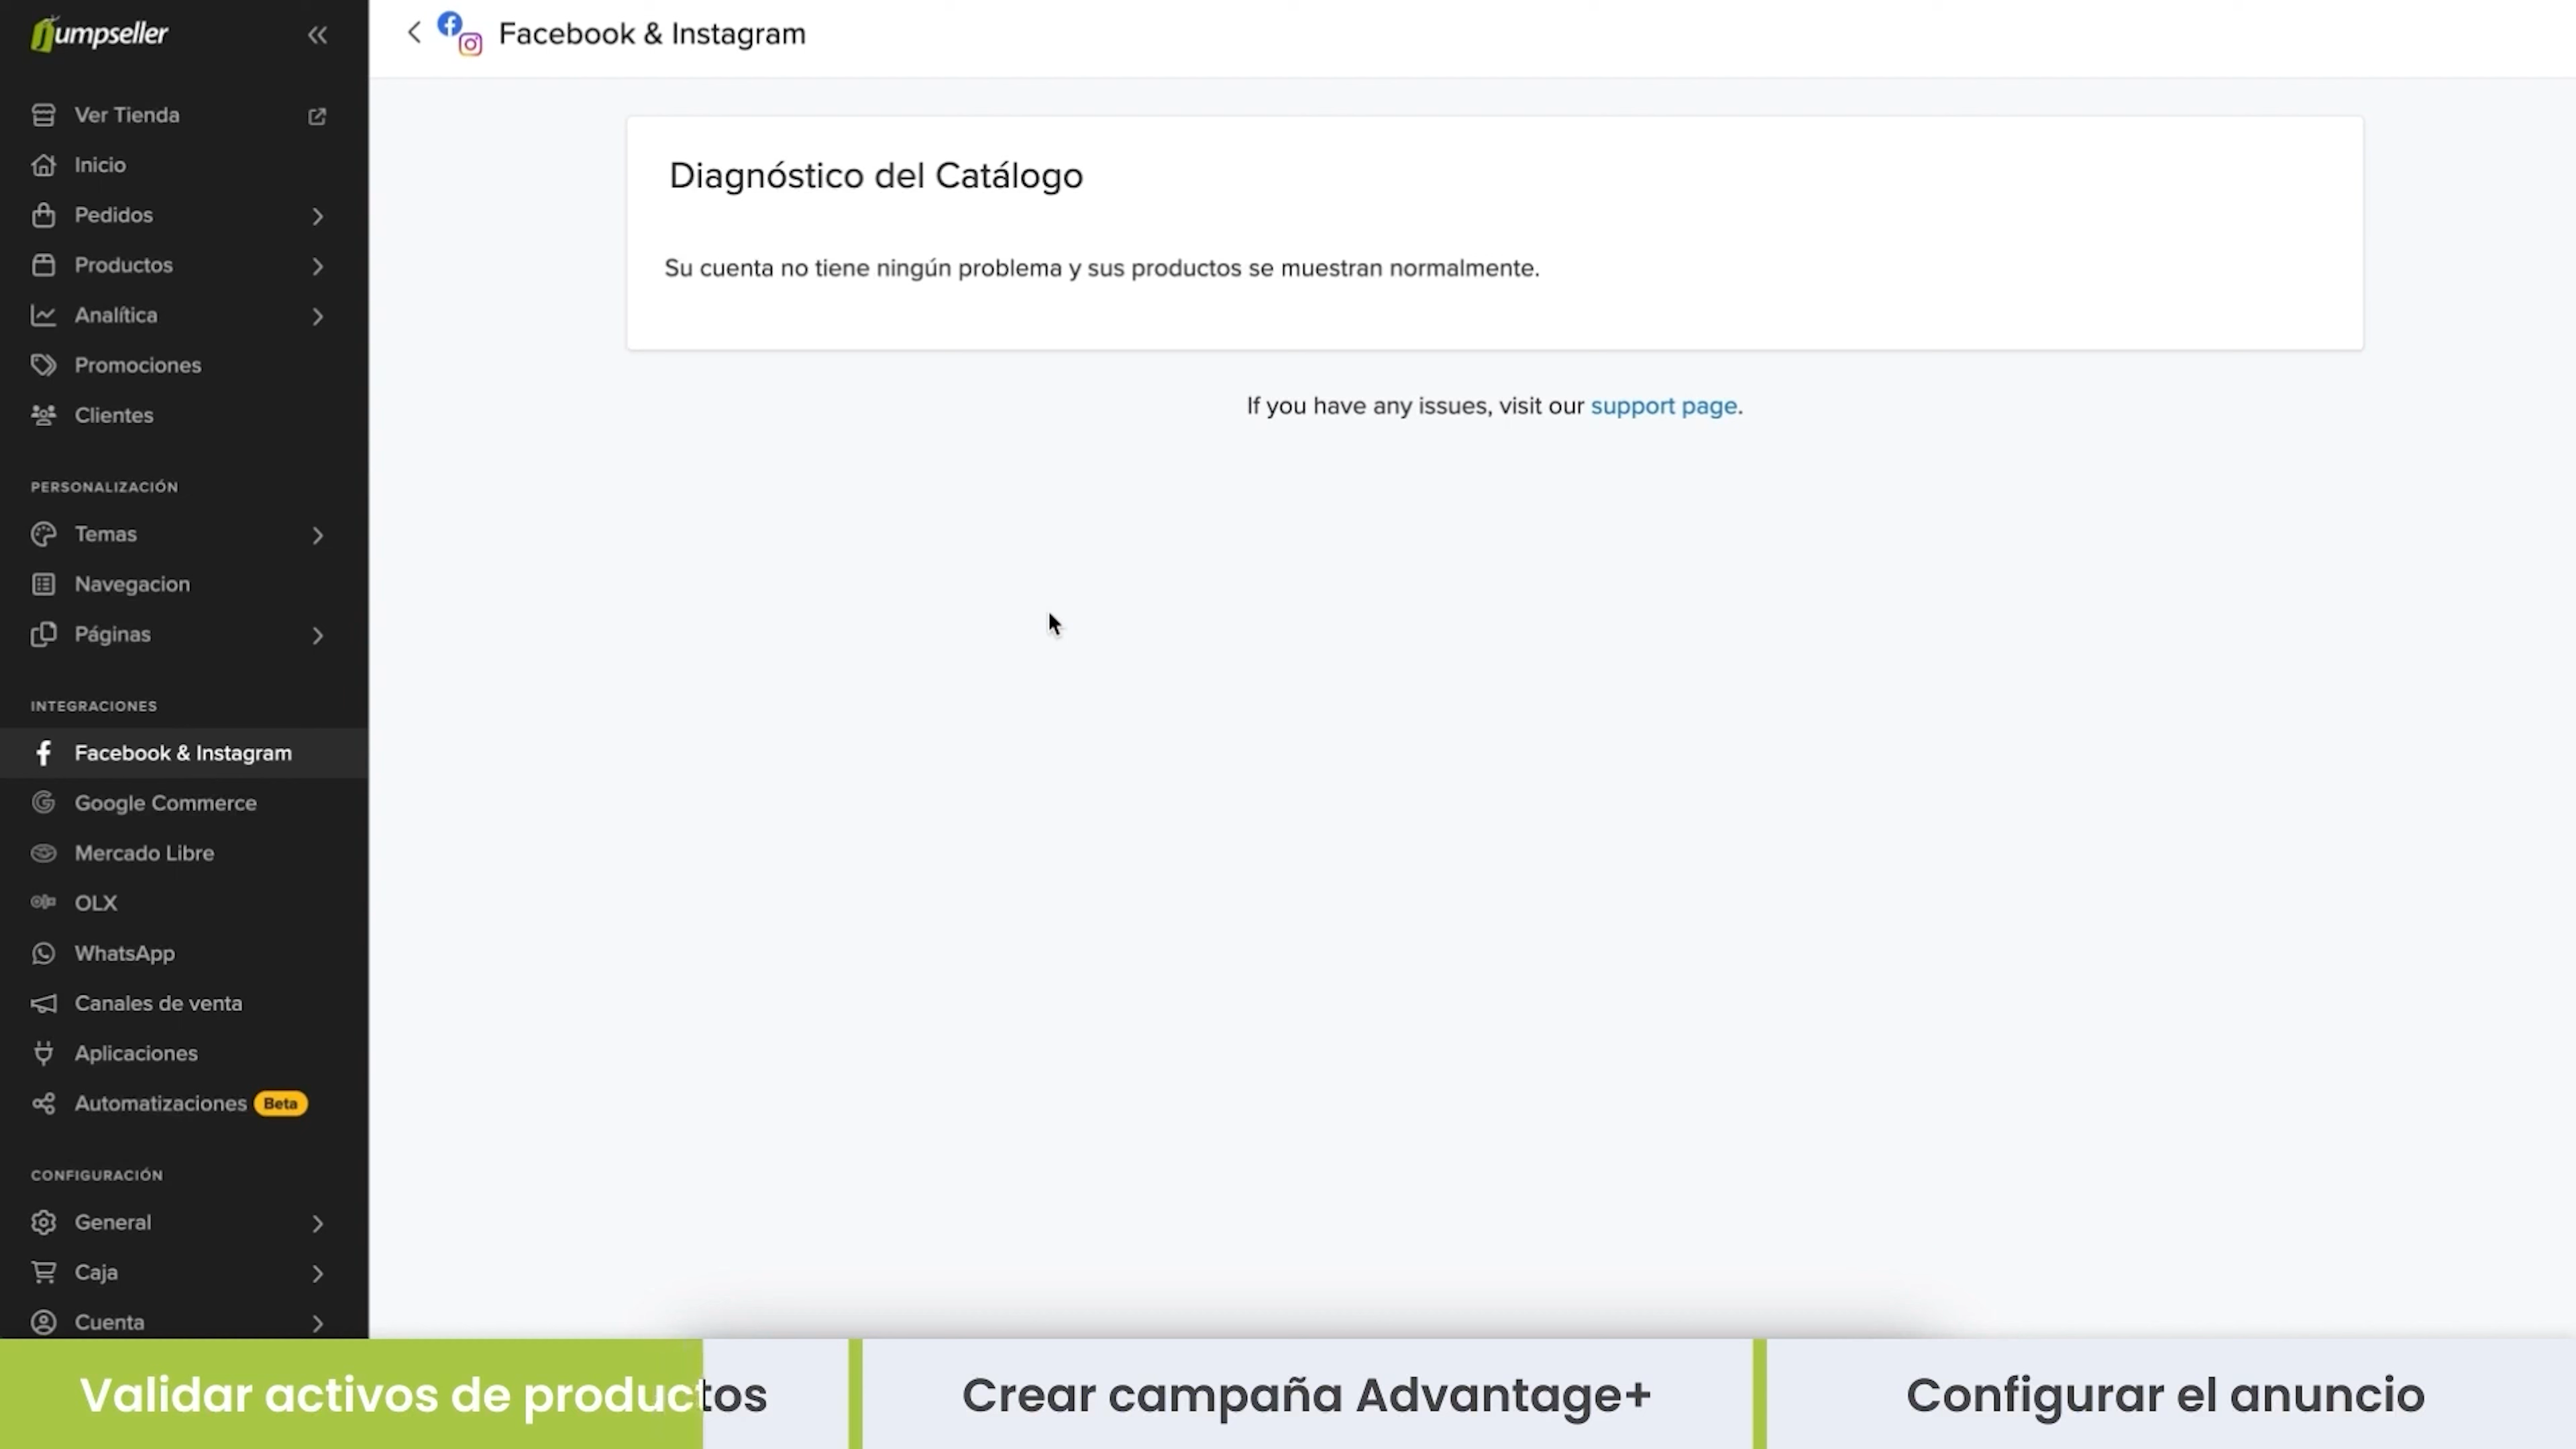 Jumpseller
Facebook & Instagram
Ver Tienda
Inicio
Pedidos
Productos
Analítica
Promociones
Clientes
PERSONALIZACIÓN
Temas
Navegacion
Páginas
INTEGRACIONES
Facebook & Instagram
Google Commerce
Mercado Libre
OLX
WhatsApp
Canales de venta
Aplicaciones
Automatizaciones Beta
CONFIGURACIÓN
General
Caja
Cuenta
Diagnóstico del Catálogo
Su cuenta no tiene ningún problema y sus productos se muestran normalmente.
If you have any issues, visit our support page.
Validar activos de productos
Crear campaña Advantage+
Configurar el anuncio